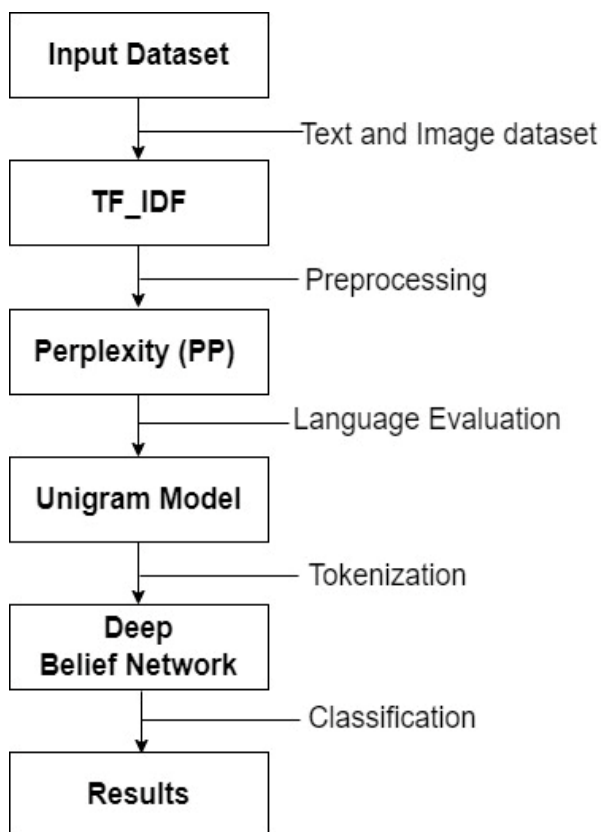 Input Dataset
Text and Image dataset
TF_IDF
Preprocessing
Perplexity (PP)
Language Evaluation
Unigram Model
Tokenization
Deep
Belief Network
Classification
Results